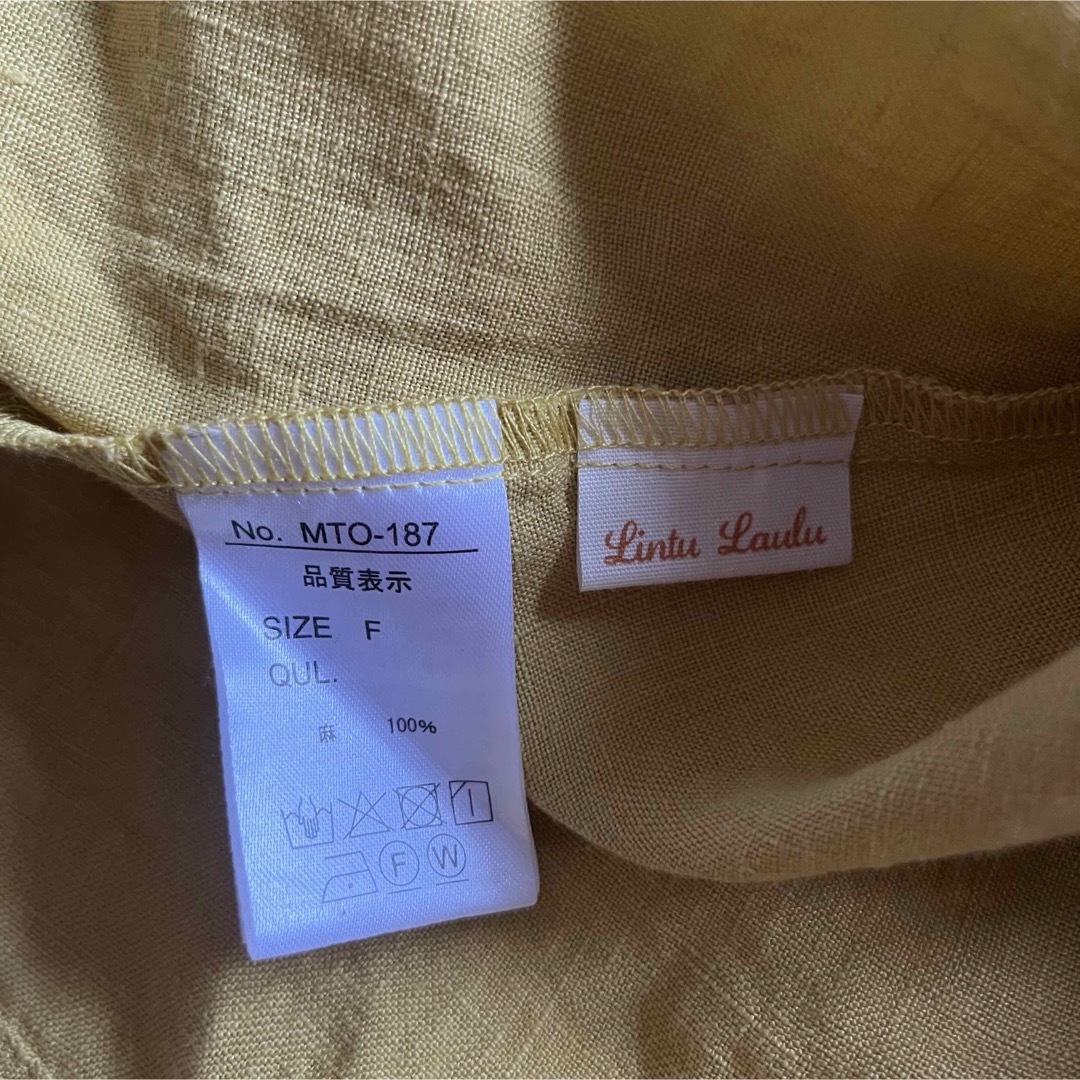 No. MTO-187
品質表示
SIZE F
QUL.
麻 100%
F W
Lintu Laulu